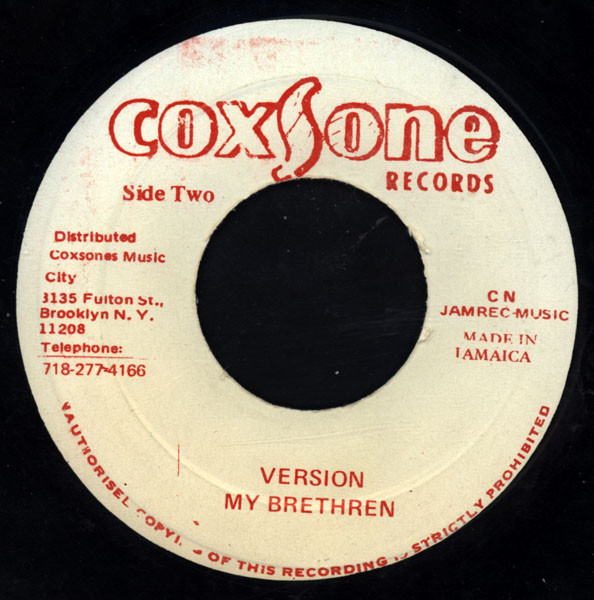 coxsone
RECORDS
Side Two
Distributed
Coxsones Music
City
3135 Fulton St.,
Brooklyn N. Y.
11208
Telephone:
718-277-4166
C N
JAMREC-MUSIC
MADE IN
JAMAICA
VERSION
MY BRETHREN
OF THIS RECORDING STRICTLY PROHIBITED